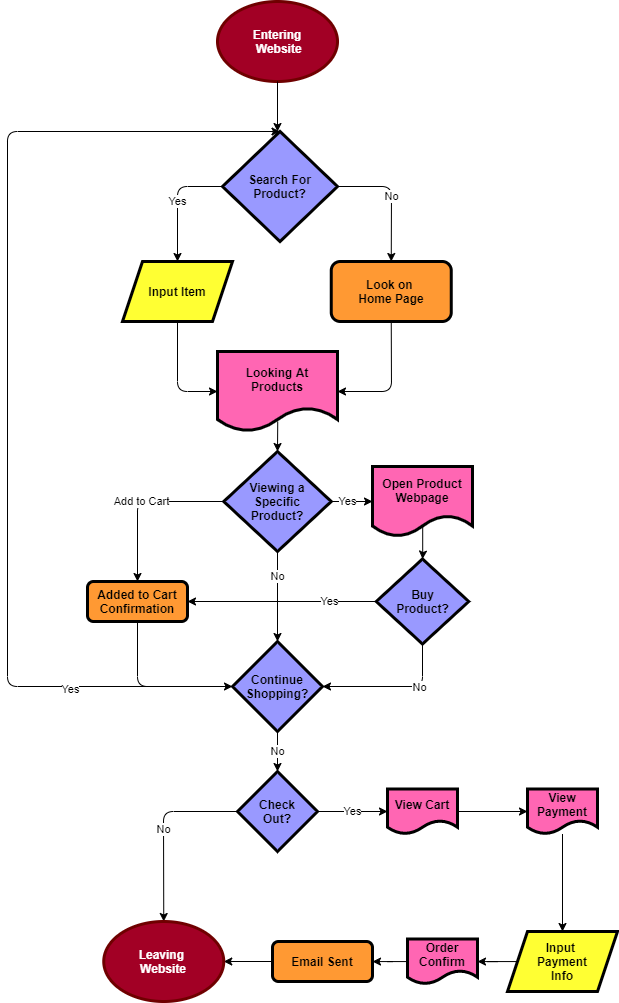 Entering
Website
Search For
Product?
Yes
No
Input Item
Look on
Home Page
Looking At
Products
Viewing a
Specific
Product?
Add to Cart
Yes
Open Product
Webpage
No
Added to Cart
Confirmation
Yes
Buy
Product?
Continue
Shopping?
Yes
No
No
Check
Out?
Yes
View Cart
View
Payment
No
Leaving
Website
Email Sent
Order
Confirm
Input
Payment
Info